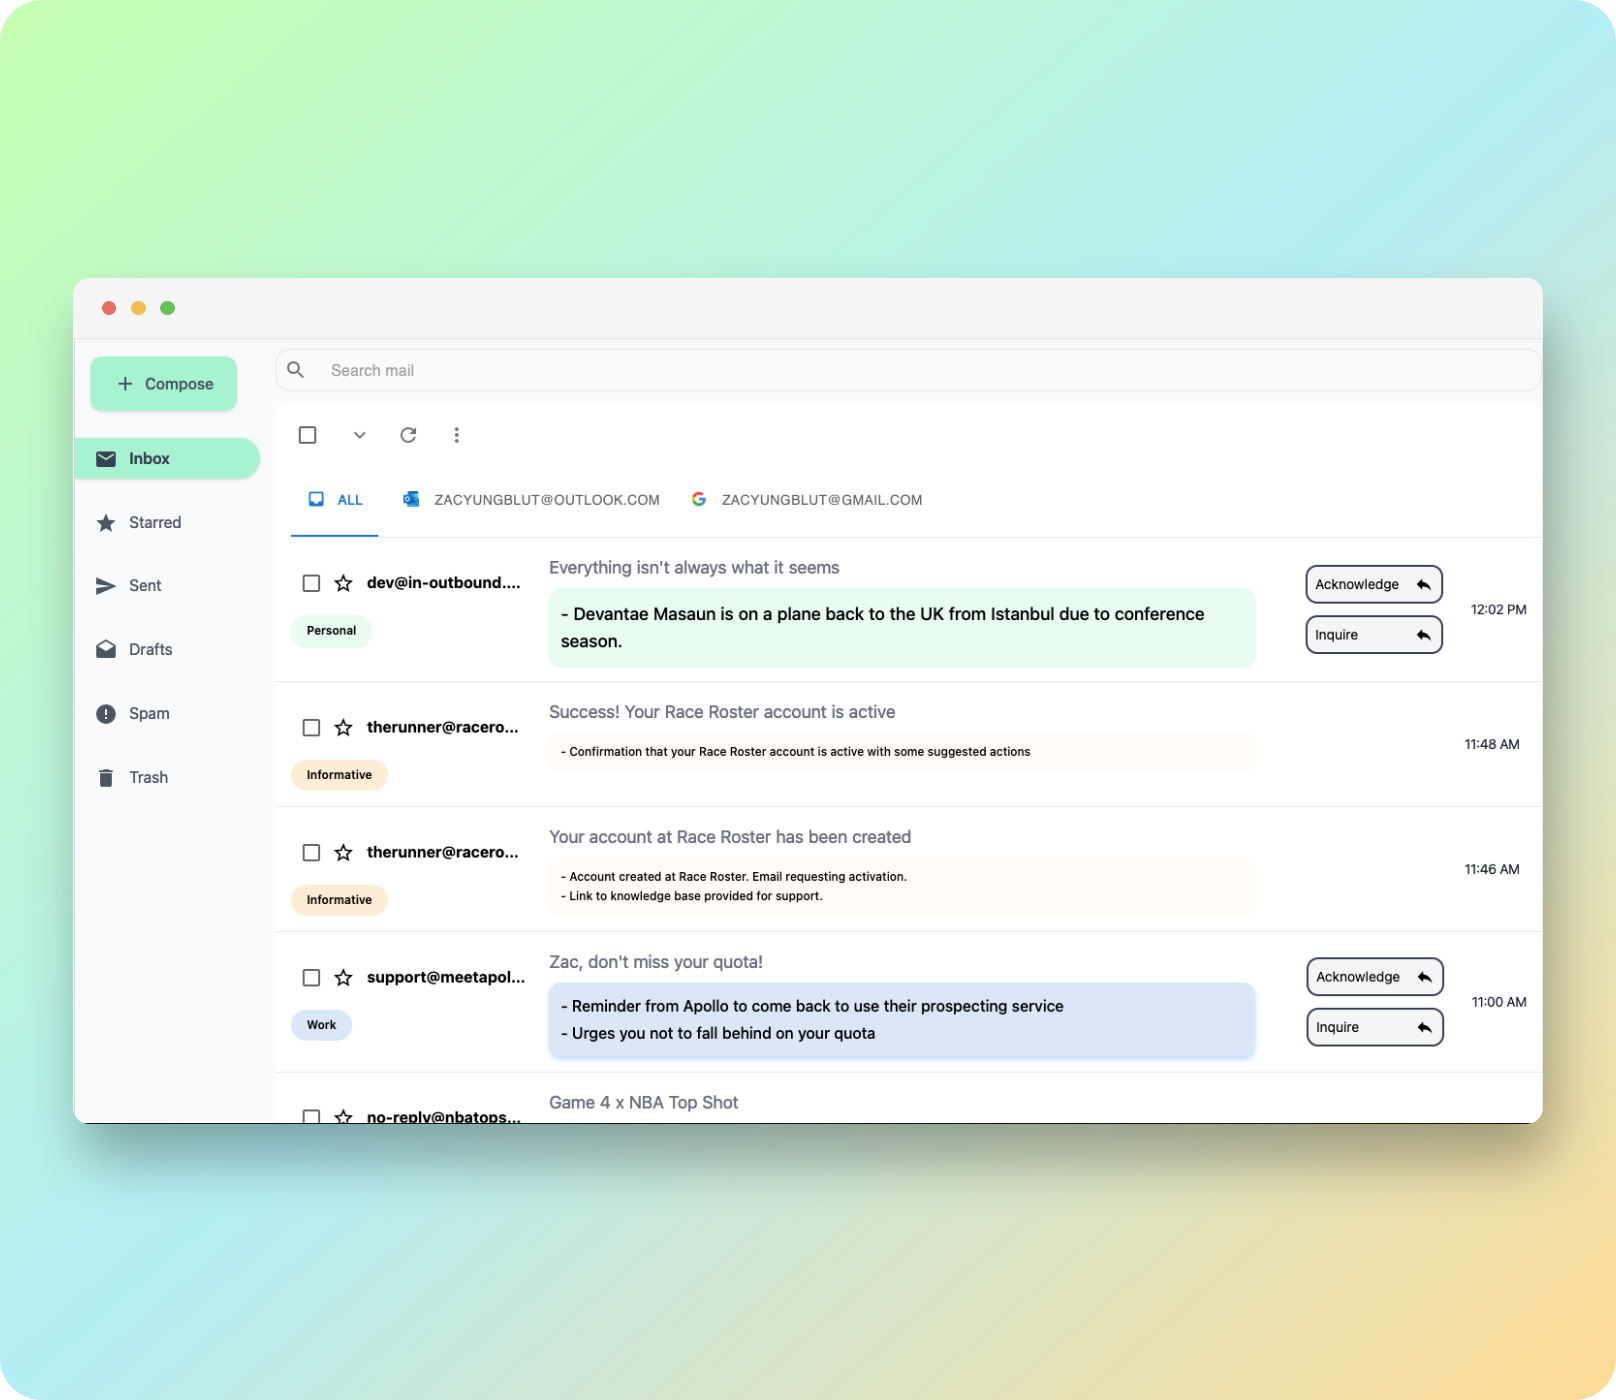 Compose
Search mail
Inbox
Starred
Sent
Drafts
Spam
Trash
ALL
ZACYUNGBLUT@OUTLOOK.COM
ZACYUNGBLUT@GMAIL.COM
dev@in-outbound....
Personal
Everything isn't always what it seems
- Devantae Masaun is on a plane back to the UK from Istanbul due to conference
season.
Acknowledge
Inquire
12:02 PM
therunner@racero...
Informative
Success! Your Race Roster account is active
- Confirmation that your Race Roster account is active with some suggested actions
11:48 AM
therunner@racero...
Informative
Your account at Race Roster has been created
- Account created at Race Roster. Email requesting activation.
- Link to knowledge base provided for support.
11:46 AM
support@meetapol...
Work
Zac, don't miss your quota!
- Reminder from Apollo to come back to use their prospecting service
- Urges you not to fall behind on your quota
Acknowledge
Inquire
11:00 AM
no-reply@nbatops...
Game 4 x NBA Top Shot